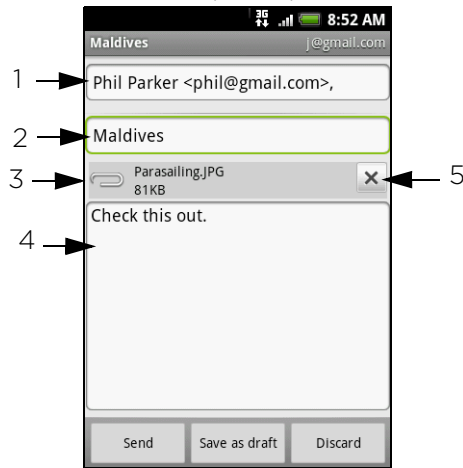 3G 8:52 AM
Maldives j@gmail.com
1 Phil Parker <phil@gmail.com>,
2 Maldives
3 Parasailing.JPG 5
81KB
Check this out.
4
Send Save as draft Discard